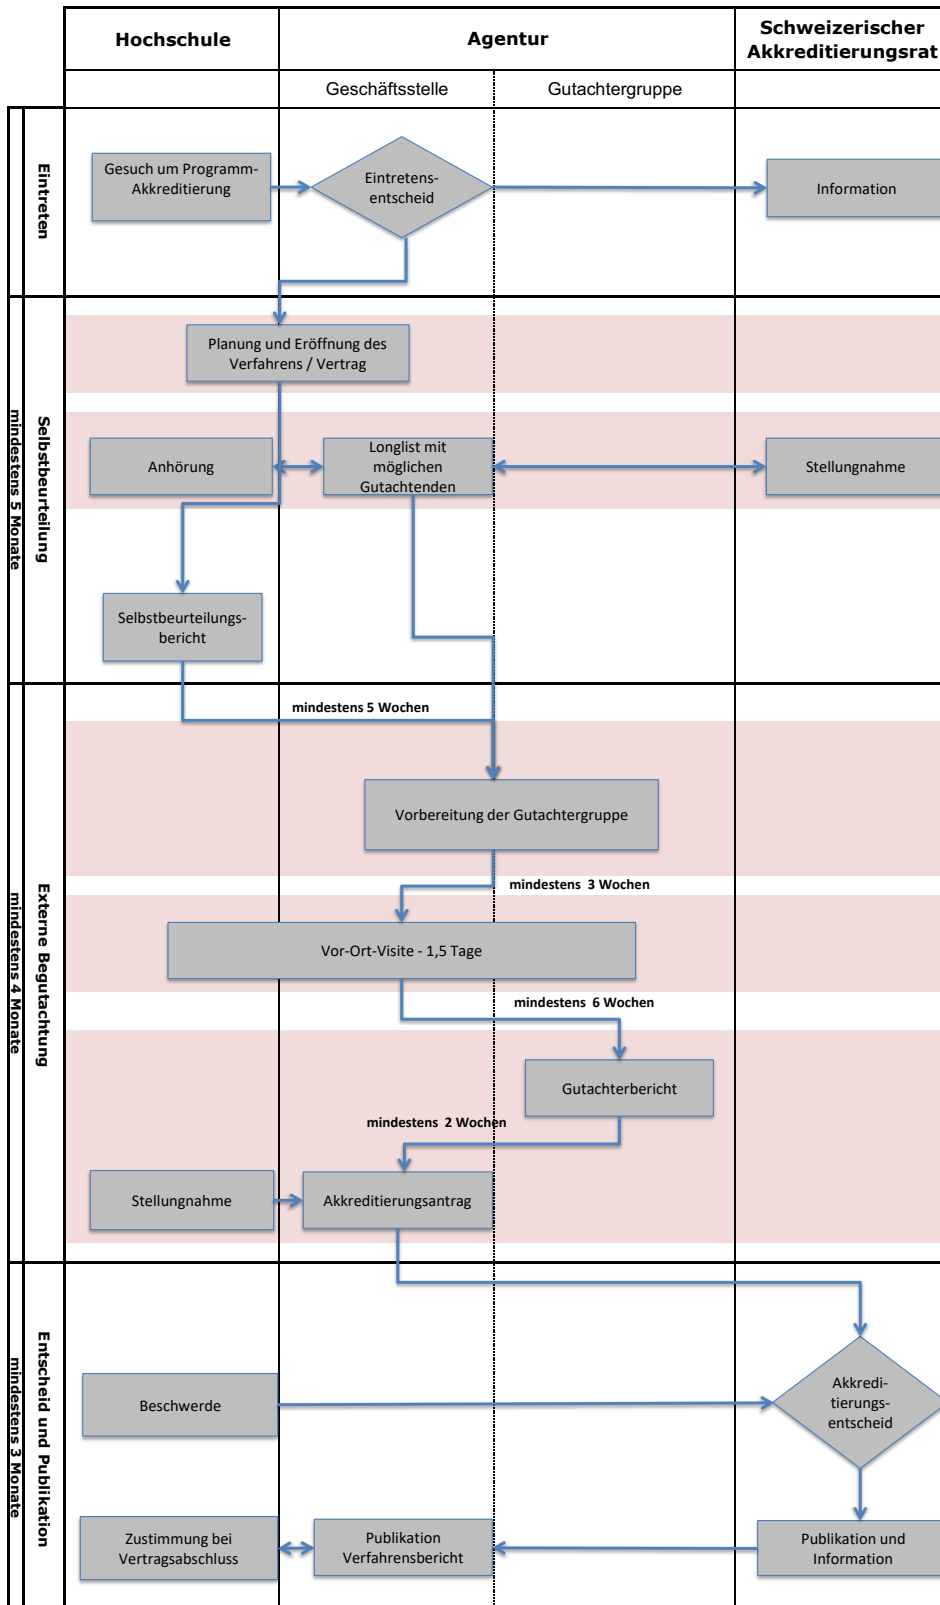 Hochschule
Agentur
Schweizerischer
Akkreditierungsrat
Geschäftsstelle
Gutachtergruppe
Eintreten
Gesuch um Programm-
Akkreditierung
Eintretens-
entscheid
Information
Selbstbeurteilung
mindestens 5 Monate
Planung und Eröffnung des
Verfahrens / Vertrag
Anhörung
Longlist mit
möglichen
Gutachtenden
Stellungnahme
Selbstbeurteilungs-
bericht
Externe Begutachtung
mindestens 4 Monate
mindestens 5 Wochen
Vorbereitung der Gutachtergruppe
mindestens 3 Wochen
Vor-Ort-Visite - 1,5 Tage
mindestens 6 Wochen
Gutachterbericht
mindestens 2 Wochen
Stellungnahme
Akkreditierungsantrag
Entscheid und Publikation
mindestens 3 Monate
Beschwerde
Akkredi-
tierungs-
entscheid
Zustimmung bei
Vertragsabschluss
Publikation
Verfahrensbericht
Publikation und
Information